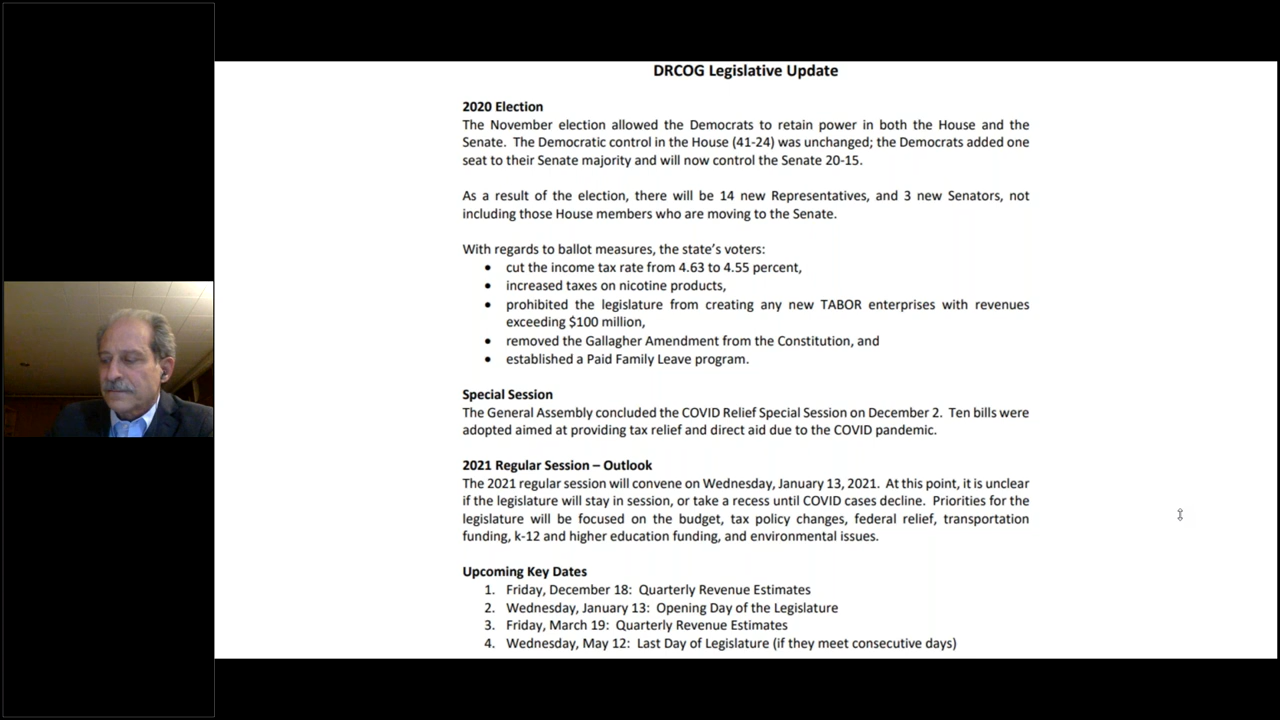 DRCOG Legislative Update
2020 Election
The November election allowed the Democrats to retain power in both the House and the
Senate. The Democratic control in the House (41-24) was unchanged; the Democrats added one
seat to their Senate majority and will now control the Senate 20-15.
As a result of the election, there will be 14 new Representatives, and 3 new Senators, not
including those House members who are moving to the Senate.
With regards to ballot measures, the state's voters:
• cut the income tax rate from 4.63 to 4.55 percent,
• increased taxes on nicotine products,
• prohibited the legislature from creating any new TABOR enterprises with revenues
exceeding $100 million,
• removed the Gallagher Amendment from the Constitution, and
• established a Paid Family Leave program.
Special Session
The General Assembly concluded the COVID Relief Special Session on December 2. Ten bills were
adopted aimed at providing tax relief and direct aid due to the COVID pandemic.
2021 Regular Session – Outlook
The 2021 regular session will convene on Wednesday, January 13, 2021. At this point, it is unclear
if the legislature will stay in session, or take a recess until COVID cases decline. Priorities for the
legislature will be focused on the budget, tax policy changes, federal relief, transportation
funding, k-12 and higher education funding, and environmental issues.
Upcoming Key Dates
1. Friday, December 18: Quarterly Revenue Estimates
2. Wednesday, January 13: Opening Day of the Legislature
3. Friday, March 19: Quarterly Revenue Estimates
4. Wednesday, May 12: Last Day of Legislature (if they meet consecutive days)